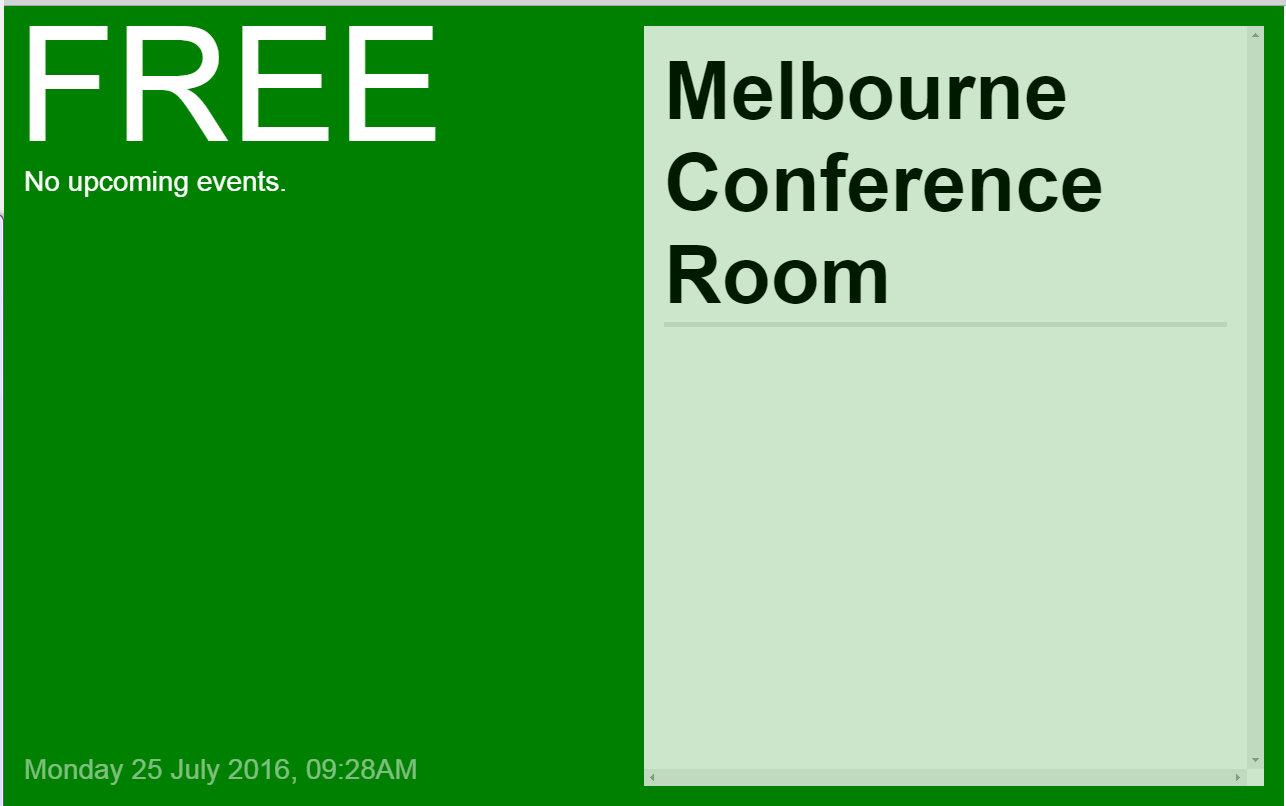 FREE
No upcoming events.
Monday 25 July 2016, 09:28AM
Melbourne
Conference
Room